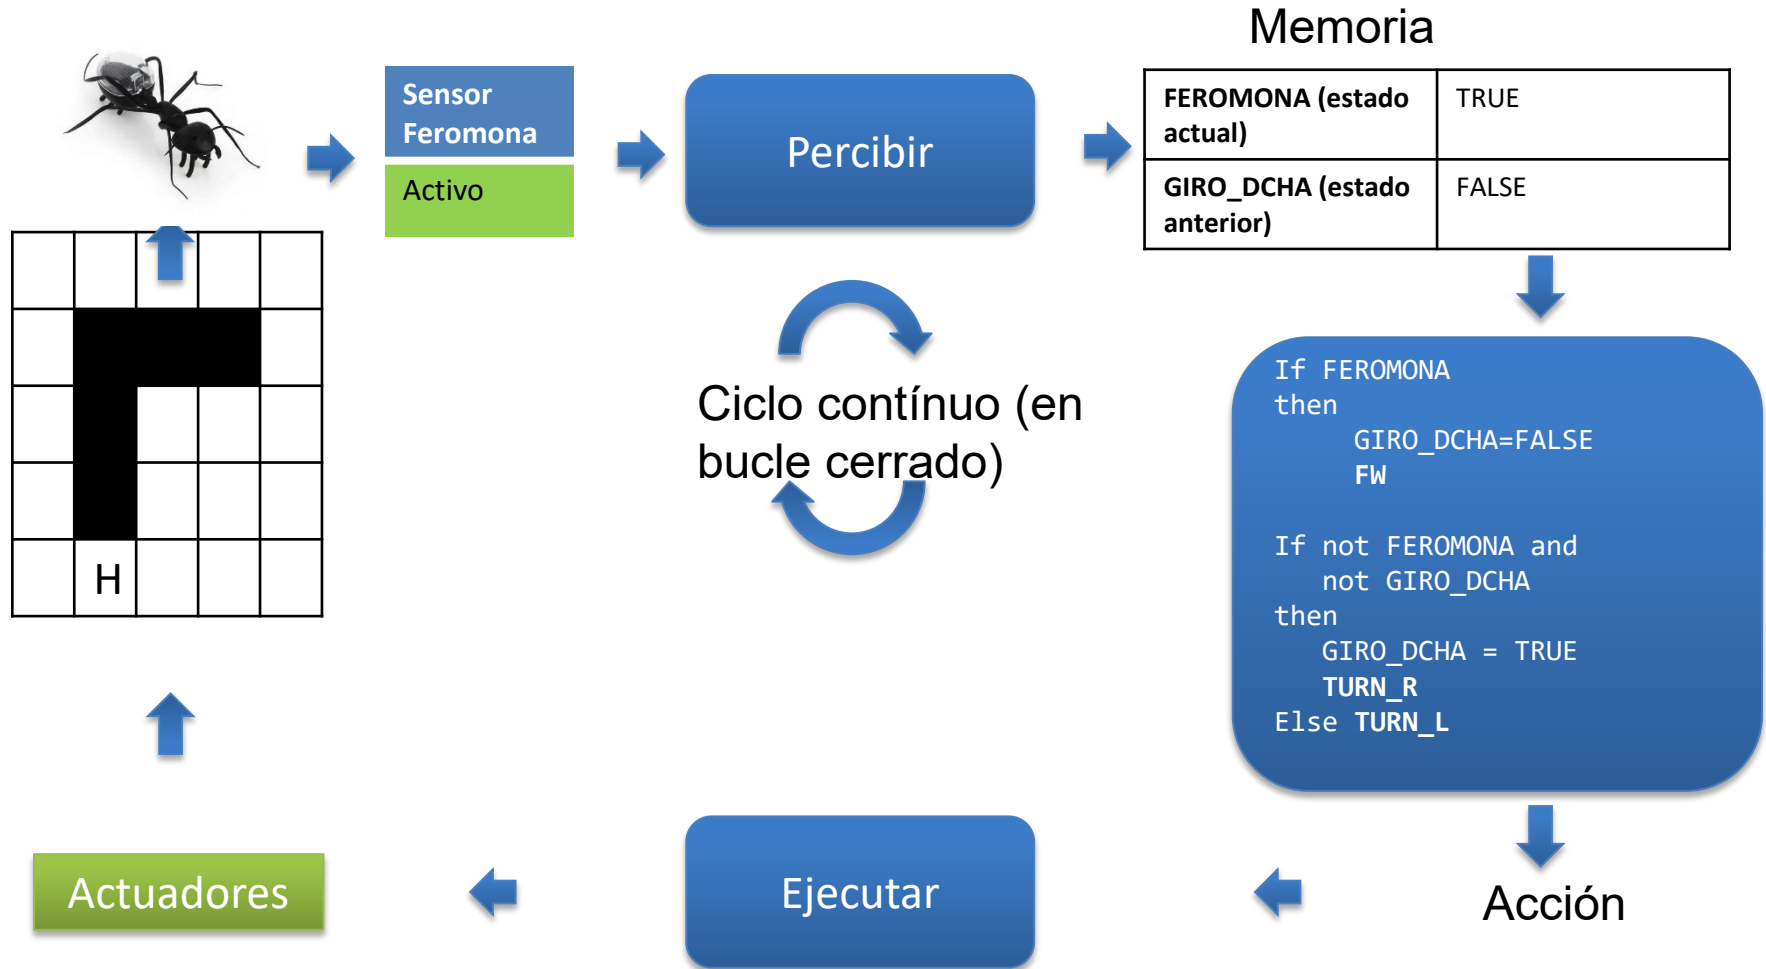 Memoria
Sensor
Feromona
Activo
Percibir
FEROMONA (estado
actual)
TRUE
GIRO_DCHA (estado
anterior)
FALSE
H
Ciclo contínuo (en
bucle cerrado)
If FEROMONA
then
GIRO_DCHA=FALSE
FW
If not FEROMONA and
not GIRO_DCHA
then
GIRO_DCHA = TRUE
TURN_R
Else TURN_L
Acción
Ejecutar
Actuadores